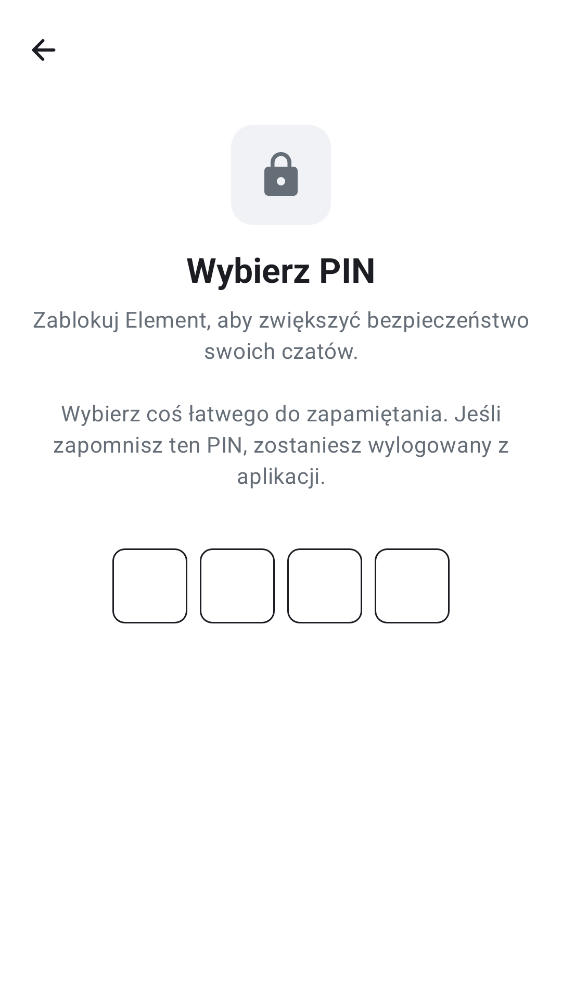 Wybierz PIN
Zablokuj Element, aby zwiększyć bezpieczeństwo
swoich czatów.
Wybierz coś łatwego do zapamiętania. Jeśli
zapomnisz ten PIN, zostaniesz wylogowany z
aplikacji.